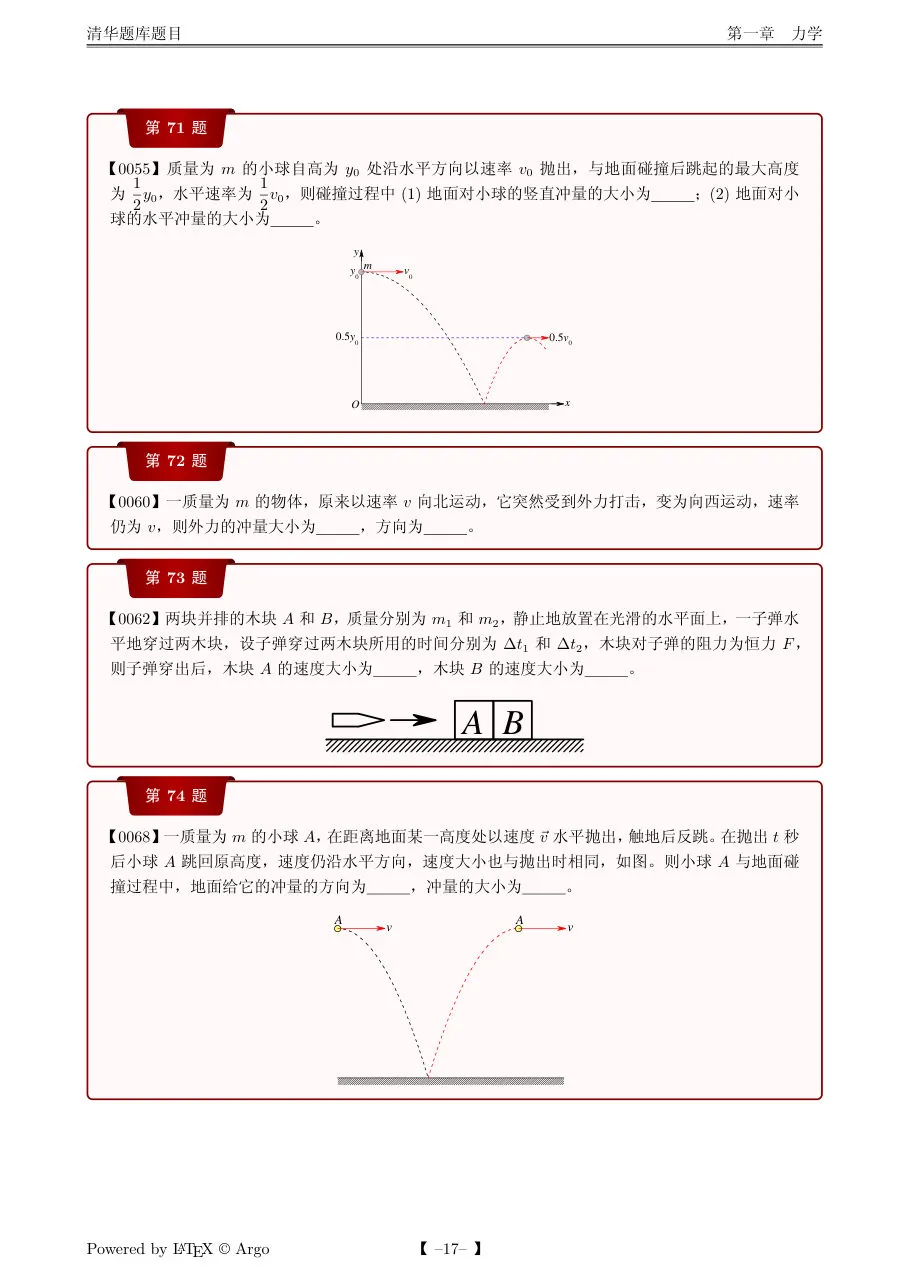 清华题库题目 第一章 力学
第 71 题
【0055】质量为 m 的小球自高为 y₀ 处沿水平方向以速率 v₀ 抛出，与地面碰撞后跳起的最大高度
为 1/2 y₀，水平速率为 1/2 v₀，则碰撞过程中 (1) 地面对小球的竖直冲量的大小为_____；(2) 地面对小
球的水平冲量的大小为_____。
y
y₀ m v₀
0.5y₀ 0.5v₀
O x
第 72 题
【0060】一质量为 m 的物体，原来以速率 v 向北运动，它突然受到外力打击，变为向西运动，速率
仍为 v，则外力的冲量大小为_____，方向为_____。
第 73 题
【0062】两块并排的木块 A 和 B，质量分别为 m₁ 和 m₂，静止地放置在光滑的水平面上，一子弹水
平地穿过两木块，设子弹穿过两木块所用的时间分别为 Δt₁ 和 Δt₂，木块对子弹的阻力为恒力 F，
则子弹穿出后，木块 A 的速度大小为_____，木块 B 的速度大小为_____。
A B
第 74 题
【0068】一质量为 m 的小球 A，在距离地面某一高度处以速度 v⃗ 水平抛出，触地后反跳。在抛出 t 秒
后小球 A 跳回原高度，速度仍沿水平方向，速度大小也与抛出时相同，如图。则小球 A 与地面碰
撞过程中，地面给它的冲量的方向为_____，冲量的大小为_____。
A v A v
Powered by LATEX © Argo 【 –17– 】